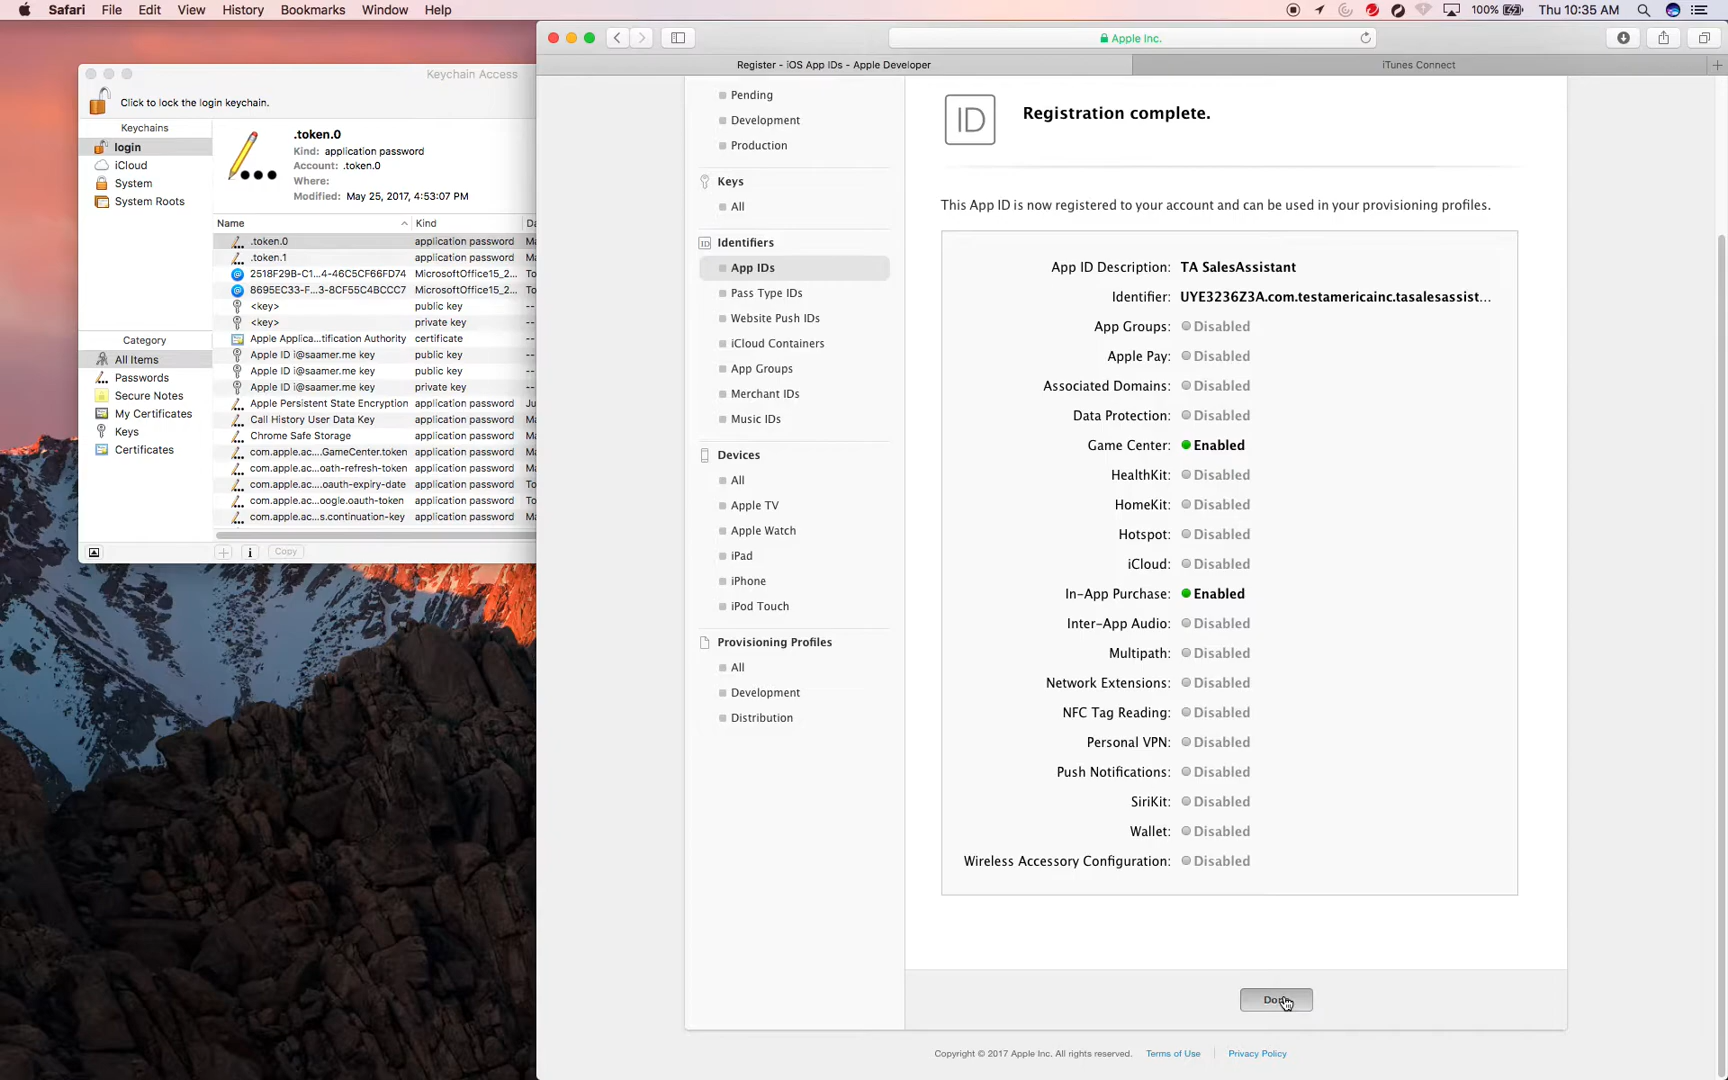 Safari File Edit View History Bookmarks Window Help
100% Thu 10:35 AM
Keychain Access
Click to lock the login keychain.
Keychains
login
iCloud
System
System Roots
Category
All Items
Passwords
Secure Notes
My Certificates
Keys
Certificates
.token.0
Kind: application password
Account: .token.0
Where:
Modified: May 25, 2017, 4:53:07 PM
Name Kind Da
.token.0 application password Ma
.token.1 application password Ma
2518F29B-C1...4-46C5CF66FD74 MicrosoftOffice15_2... Ma
8695EC33-F...3-8CF55C4BCCC7 MicrosoftOffice15_2... Ma
<key> public key --
<key> private key --
Apple Applica...tification Authority certificate --
Apple ID i@saamer.me key public key --
Apple ID i@saamer.me key public key --
Apple ID i@saamer.me key private key --
Apple Persistent State Encryption application password Ju
Call History User Data Key application password Ma
Chrome Safe Storage application password Ma
com.apple.ac....GameCenter.token application password Ma
com.apple.ac...oath-refresh-token application password Ma
com.apple.ac...oauth-expiry-date application password To
com.apple.ac...oogle.oauth-token application password To
com.apple.ac...s.continuation-key application password Ma
Copy
Apple Inc.
Register - iOS App IDs - Apple Developer
iTunes Connect
Pending
Development
Production
Keys
All
ID Identifiers
App IDs
Pass Type IDs
Website Push IDs
iCloud Containers
App Groups
Merchant IDs
Music IDs
Devices
All
Apple TV
Apple Watch
iPad
iPhone
iPod Touch
Provisioning Profiles
All
Development
Distribution
ID Registration complete.
This App ID is now registered to your account and can be used in your provisioning profiles.
App ID Description: TA SalesAssistant
Identifier: UYE3236Z3A.com.testamericainc.tasalesassist...
App Groups: Disabled
Apple Pay: Disabled
Associated Domains: Disabled
Data Protection: Disabled
Game Center: Enabled
HealthKit: Disabled
HomeKit: Disabled
Hotspot: Disabled
iCloud: Disabled
In-App Purchase: Enabled
Inter-App Audio: Disabled
Multipath: Disabled
Network Extensions: Disabled
NFC Tag Reading: Disabled
Personal VPN: Disabled
Push Notifications: Disabled
SiriKit: Disabled
Wallet: Disabled
Wireless Accessory Configuration: Disabled
Done
Copyright © 2017 Apple Inc. All rights reserved. Terms of Use Privacy Policy